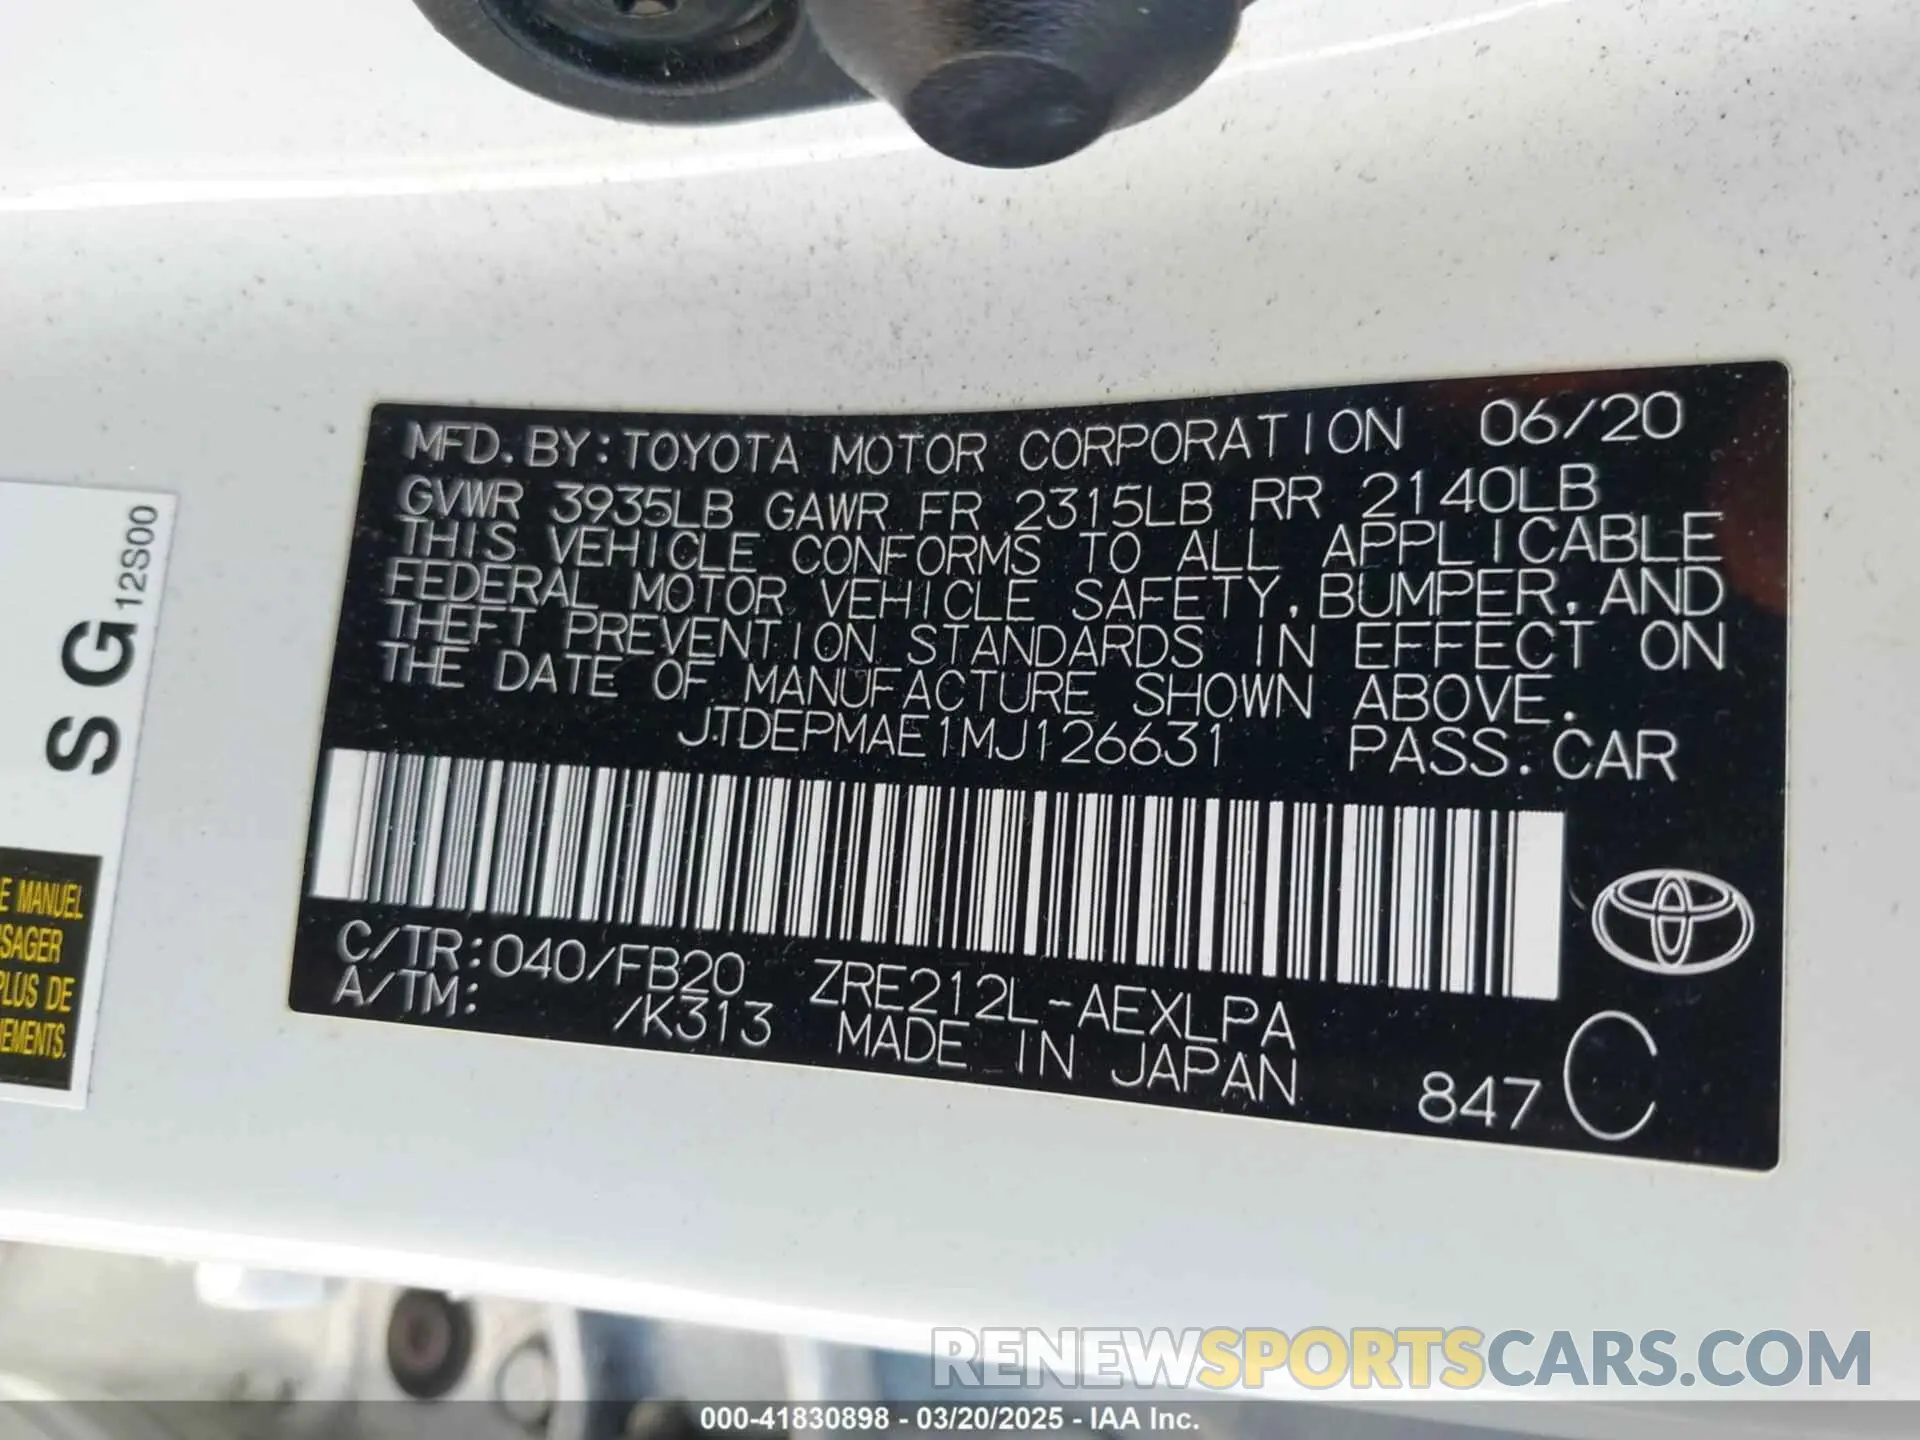 MFD. BY: TOYOTA MOTOR CORPORATION 06/20
GVWR 3935LB GAWR FR 2315LB RR 2140LB
THIS VEHICLE CONFORMS TO ALL APPLICABLE
FEDERAL MOTOR VEHICLE SAFETY, BUMPER, AND
THEFT PREVENTION STANDARDS IN EFFECT ON
THE DATE OF MANUFACTURE SHOWN ABOVE.
JTDEPMAE1MJ126631 PASS. CAR
C/TR: 040/FB20 ZRE212L-AEXLPA
A/TM: /K313 MADE IN JAPAN
847 C
S G 12S00
E MANUEL
SAGER
PLUS DE
EMENTS.
RENEWSPORTSCARS.COM
000-41830898 - 03/20/2025 - IAA Inc.